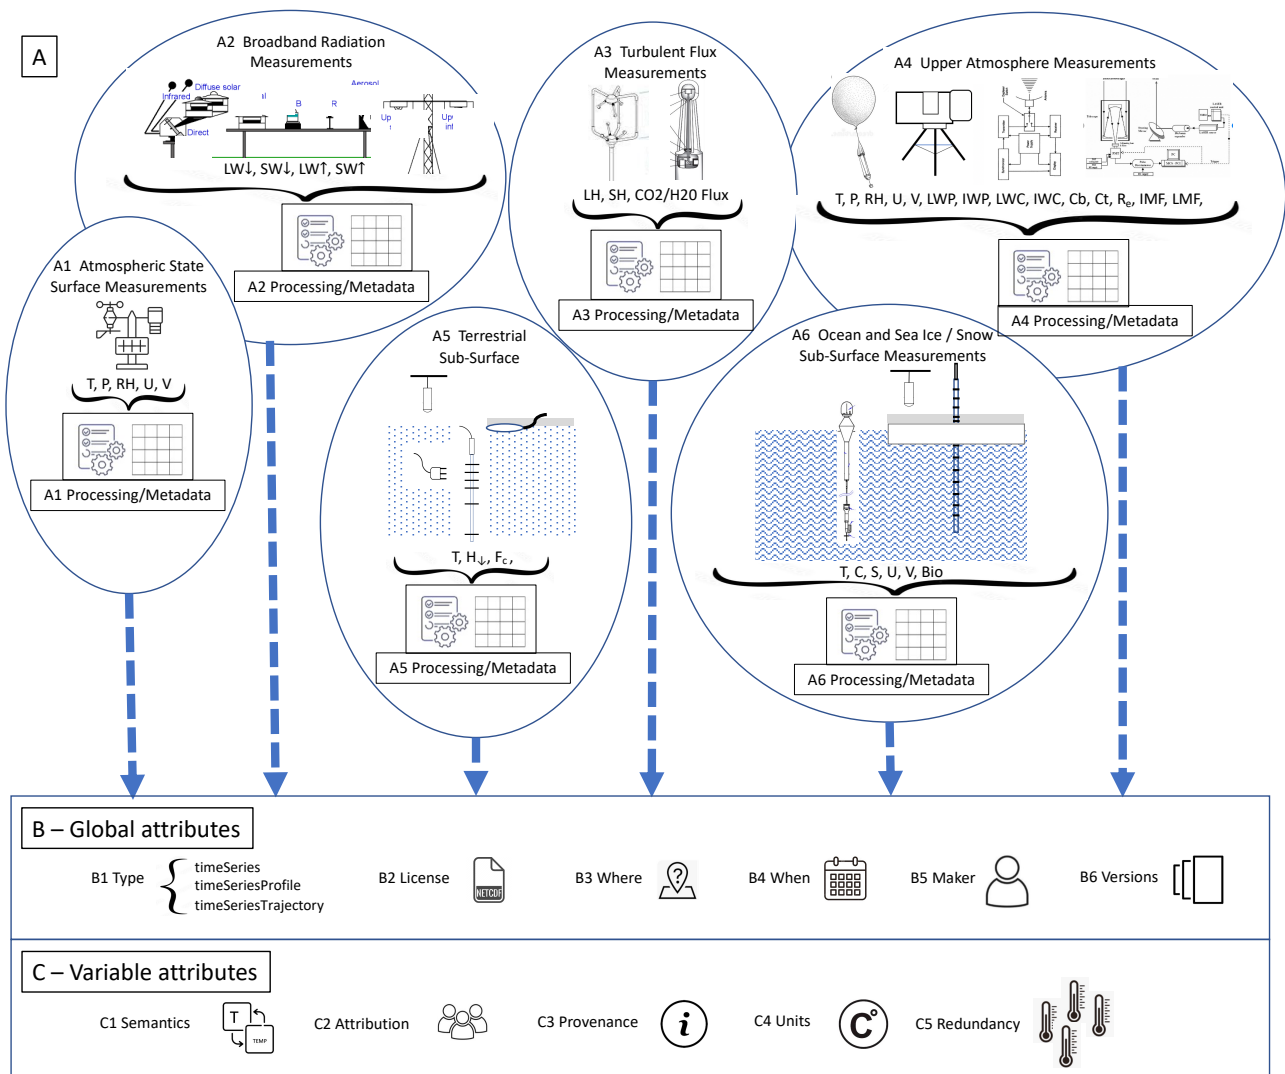 A
A2 Broadband Radiation
Measurements
Aerosol
Diffuse solar
Infrared
B
R
Direct
LW↓, SW↓, LW↑, SW↑
A2 Processing/Metadata
A3 Turbulent Flux
Measurements
LH, SH, CO2/H20 Flux
A3 Processing/Metadata
A4 Upper Atmosphere Measurements
T, P, RH, U, V, LWP, IWP, LWC, IWC, Cb, Ct, Re, IMF, LMF,
A4 Processing/Metadata
A1 Atmospheric State
Surface Measurements
T, P, RH, U, V
A1 Processing/Metadata
A5 Terrestrial
Sub-Surface
T, H↓, Fc,
A5 Processing/Metadata
A6 Ocean and Sea Ice / Snow
Sub-Surface Measurements
T, C, S, U, V, Bio
A6 Processing/Metadata
B – Global attributes
B1 Type
timeSeries
timeSeriesProfile
timeSeriesTrajectory
B2 License
NETCDF
B3 Where
?
B4 When
B5 Maker
B6 Versions
C – Variable attributes
C1 Semantics
T
TEMP
C2 Attribution
C3 Provenance
i
C4 Units
C°
C5 Redundancy